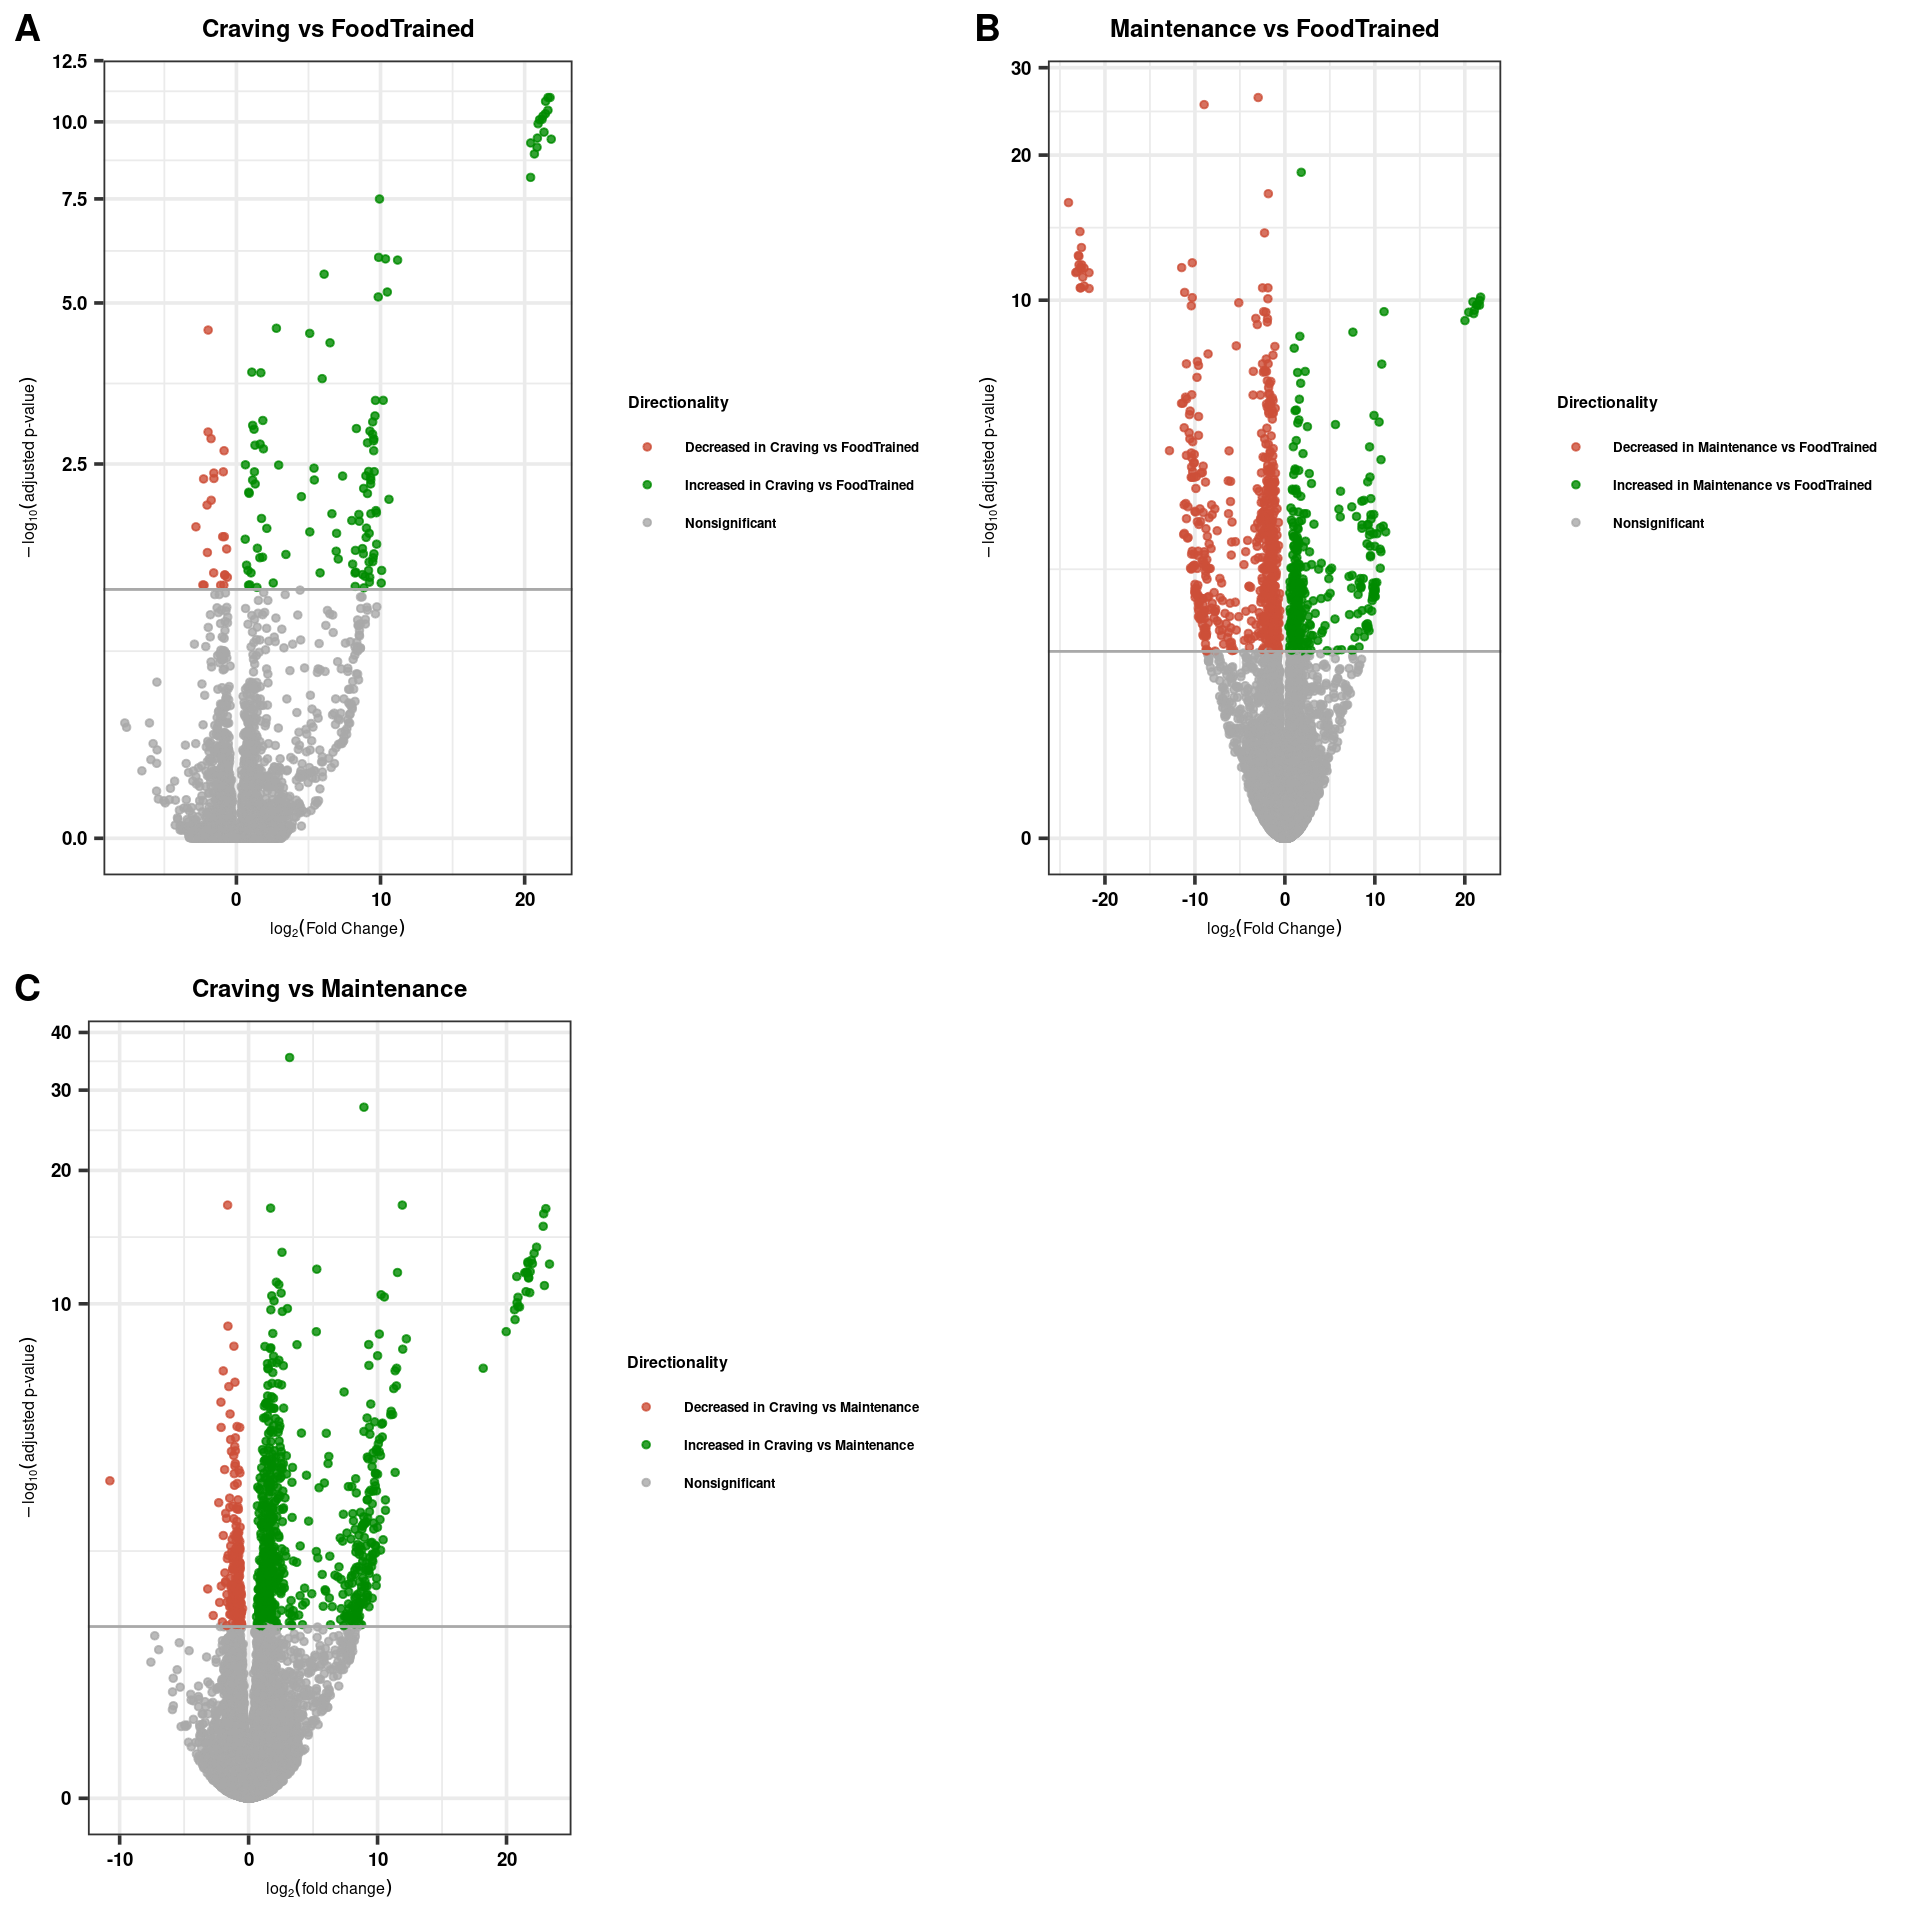 A
Craving vs FoodTrained
12.5
10.0
7.5
5.0
2.5
0.0
−log10(adjusted p-value)
0 10 20
log2(Fold Change)
Directionality
Decreased in Craving vs FoodTrained
Increased in Craving vs FoodTrained
Nonsignificant
B
Maintenance vs FoodTrained
30
20
10
0
−log10(adjusted p-value)
-20 -10 0 10 20
log2(Fold Change)
Directionality
Decreased in Maintenance vs FoodTrained
Increased in Maintenance vs FoodTrained
Nonsignificant
C
Craving vs Maintenance
40
30
20
10
0
−log10(adjusted p-value)
-10 0 10 20
log2(fold change)
Directionality
Decreased in Craving vs Maintenance
Increased in Craving vs Maintenance
Nonsignificant